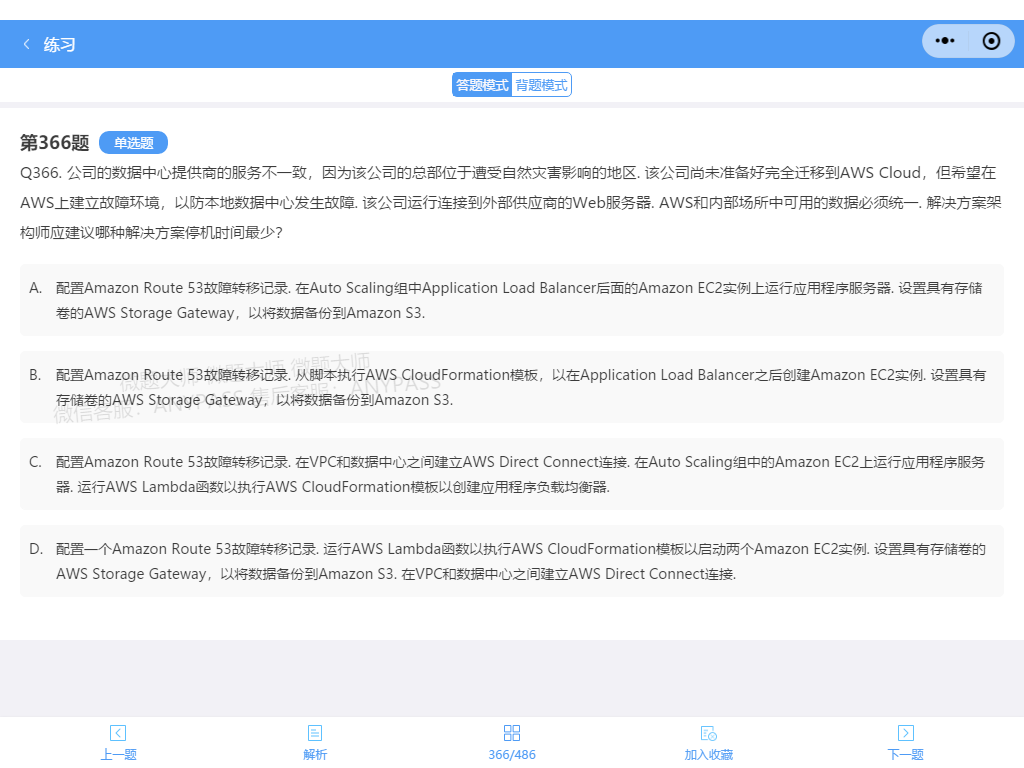 练习
答题模式 背题模式
第366题 单选题
Q366. 公司的数据中心提供商的服务不一致，因为该公司的总部位于遭受自然灾害影响的地区. 该公司尚未准备好完全迁移到AWS Cloud，但希望在
AWS上建立故障环境，以防本地数据中心发生故障. 该公司运行连接到外部供应商的Web服务器. AWS和内部场所中可用的数据必须统一. 解决方案架
构师应建议哪种解决方案停机时间最少?
A. 配置Amazon Route 53故障转移记录. 在Auto Scaling组中Application Load Balancer后面的Amazon EC2实例上运行应用程序服务器. 设置具有存储
卷的AWS Storage Gateway，以将数据备份到Amazon S3.
B. 配置Amazon Route 53故障转移记录. 从脚本执行AWS CloudFormation模板，以在Application Load Balancer之后创建Amazon EC2实例. 设置具有
存储卷的AWS Storage Gateway，以将数据备份到Amazon S3.
微题大师 微题大师 微题大师
微信客服：ANYPASS 售后客服：ANYPASS
C. 配置Amazon Route 53故障转移记录. 在VPC和数据中心之间建立AWS Direct Connect连接. 在Auto Scaling组中的Amazon EC2上运行应用程序服务
器. 运行AWS Lambda函数以执行AWS CloudFormation模板以创建应用程序负载均衡器.
D. 配置一个Amazon Route 53故障转移记录. 运行AWS Lambda函数以执行AWS CloudFormation模板以启动两个Amazon EC2实例. 设置具有存储卷的
AWS Storage Gateway，以将数据备份到Amazon S3. 在VPC和数据中心之间建立AWS Direct Connect连接.
上一题 解析 366/486 加入收藏 下一题